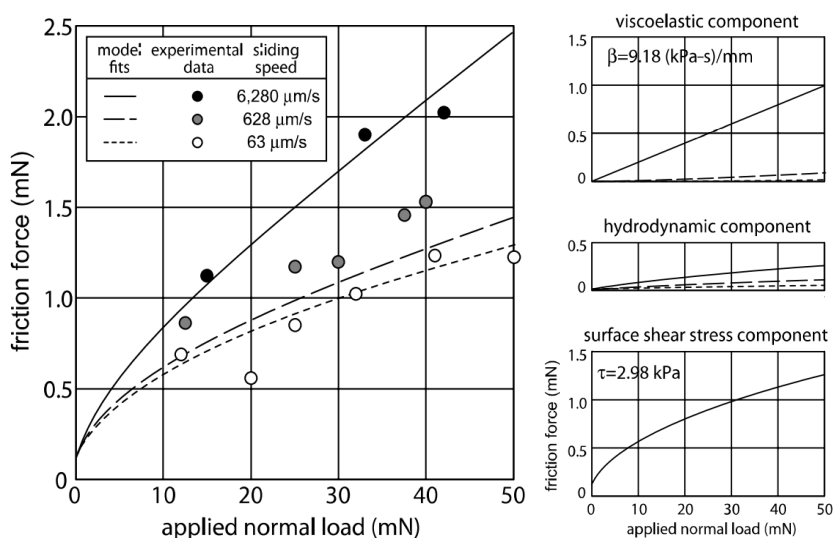 2.5
2.0
1.5
1.0
0.5
0
0 10 20 30 40 50
friction force (mN)
applied normal load (mN)
model experimental sliding
fits data speed
6,280 μm/s
628 μm/s
63 μm/s
viscoelastic component
1.5
β=9.18 (kPa-s)/mm
1.0
0.5
0
hydrodynamic component
0.5
0
surface shear stress component
1.5
τ=2.98 kPa
1.0
0.5
0
0 10 20 30 40 50
friction force (mN)
applied normal load (mN)